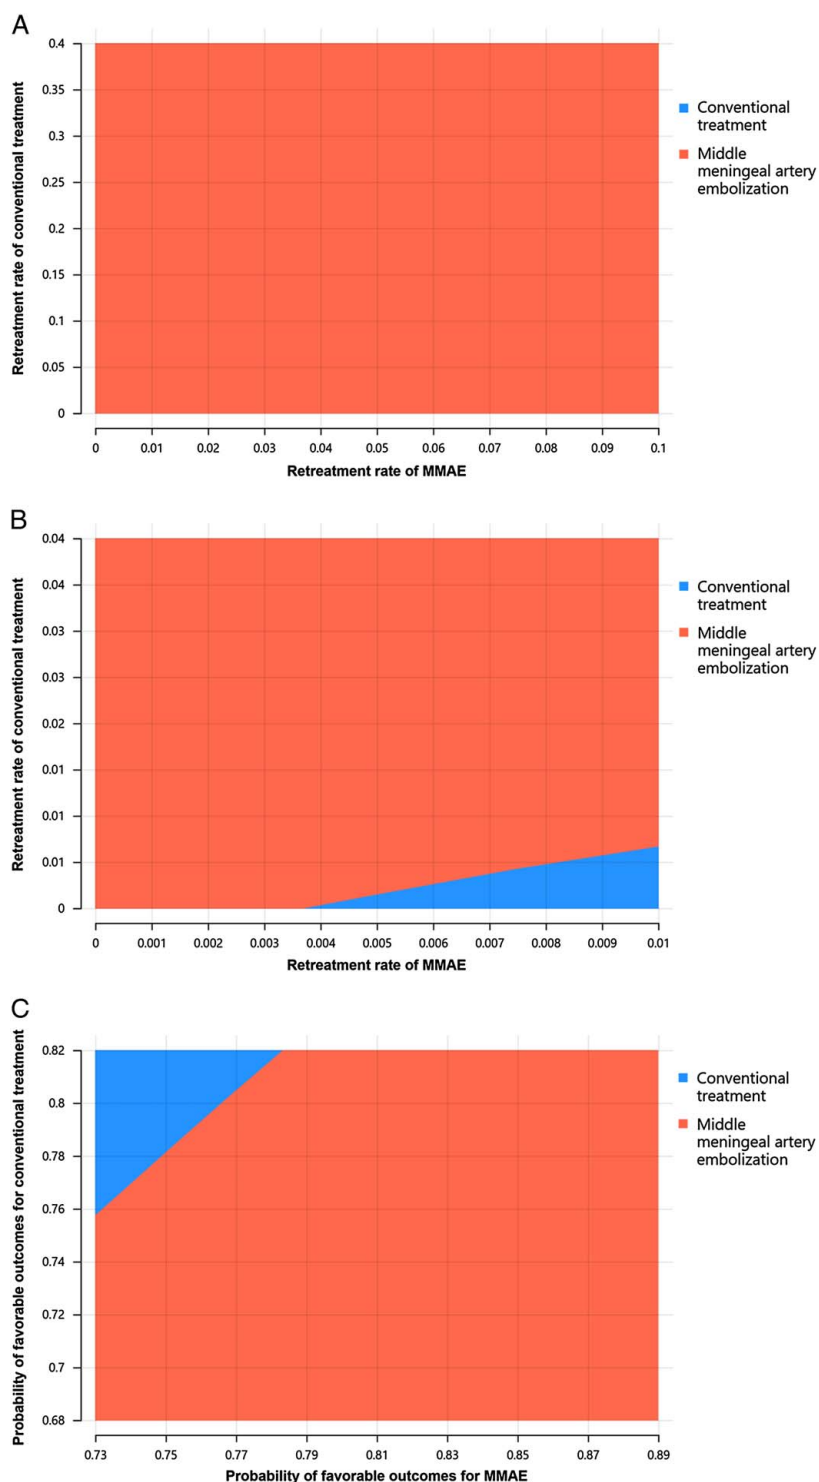 A
Retreatment rate of conventional treatment
0.4
0.35
0.3
0.25
0.2
0.15
0.1
0.05
0
0 0.01 0.02 0.03 0.04 0.05 0.06 0.07 0.08 0.09 0.1
Retreatment rate of MMAE
Conventional
treatment
Middle
meningeal artery
embolization
B
Retreatment rate of conventional treatment
0.04
0.04
0.03
0.03
0.02
0.01
0.01
0.01
0
0 0.001 0.002 0.003 0.004 0.005 0.006 0.007 0.008 0.009 0.01
Retreatment rate of MMAE
Conventional
treatment
Middle
meningeal artery
embolization
C
Probability of favorable outcomes for conventional treatment
0.82
0.8
0.78
0.76
0.74
0.72
0.7
0.68
0.73 0.75 0.77 0.79 0.81 0.83 0.85 0.87 0.89
Probability of favorable outcomes for MMAE
Conventional
treatment
Middle
meningeal artery
embolization